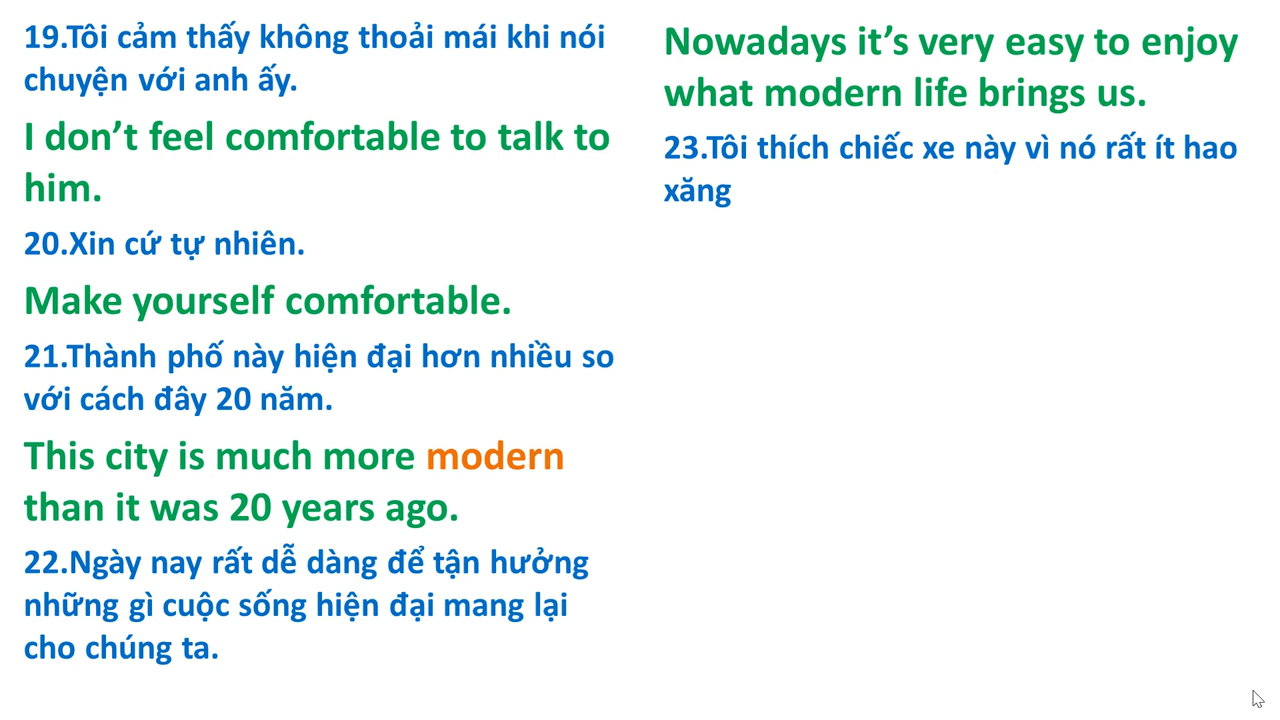 19.Tôi cảm thấy không thoải mái khi nói
chuyện với anh ấy.
I don’t feel comfortable to talk to
him.
20.Xin cứ tự nhiên.
Make yourself comfortable.
21.Thành phố này hiện đại hơn nhiều so
với cách đây 20 năm.
This city is much more modern
than it was 20 years ago.
22.Ngày nay rất dễ dàng để tận hưởng
những gì cuộc sống hiện đại mang lại
cho chúng ta.
Nowadays it’s very easy to enjoy
what modern life brings us.
23.Tôi thích chiếc xe này vì nó rất ít hao
xăng